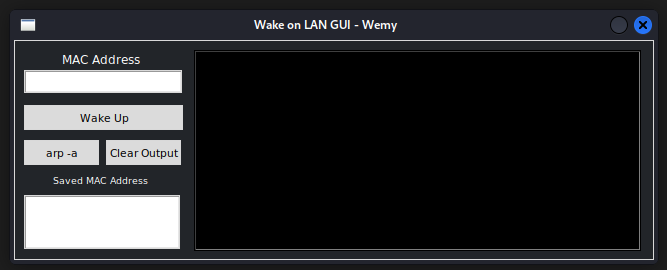 Wake on LAN GUI - Wemy
MAC Address
Wake Up
arp -a
Clear Output
Saved MAC Address